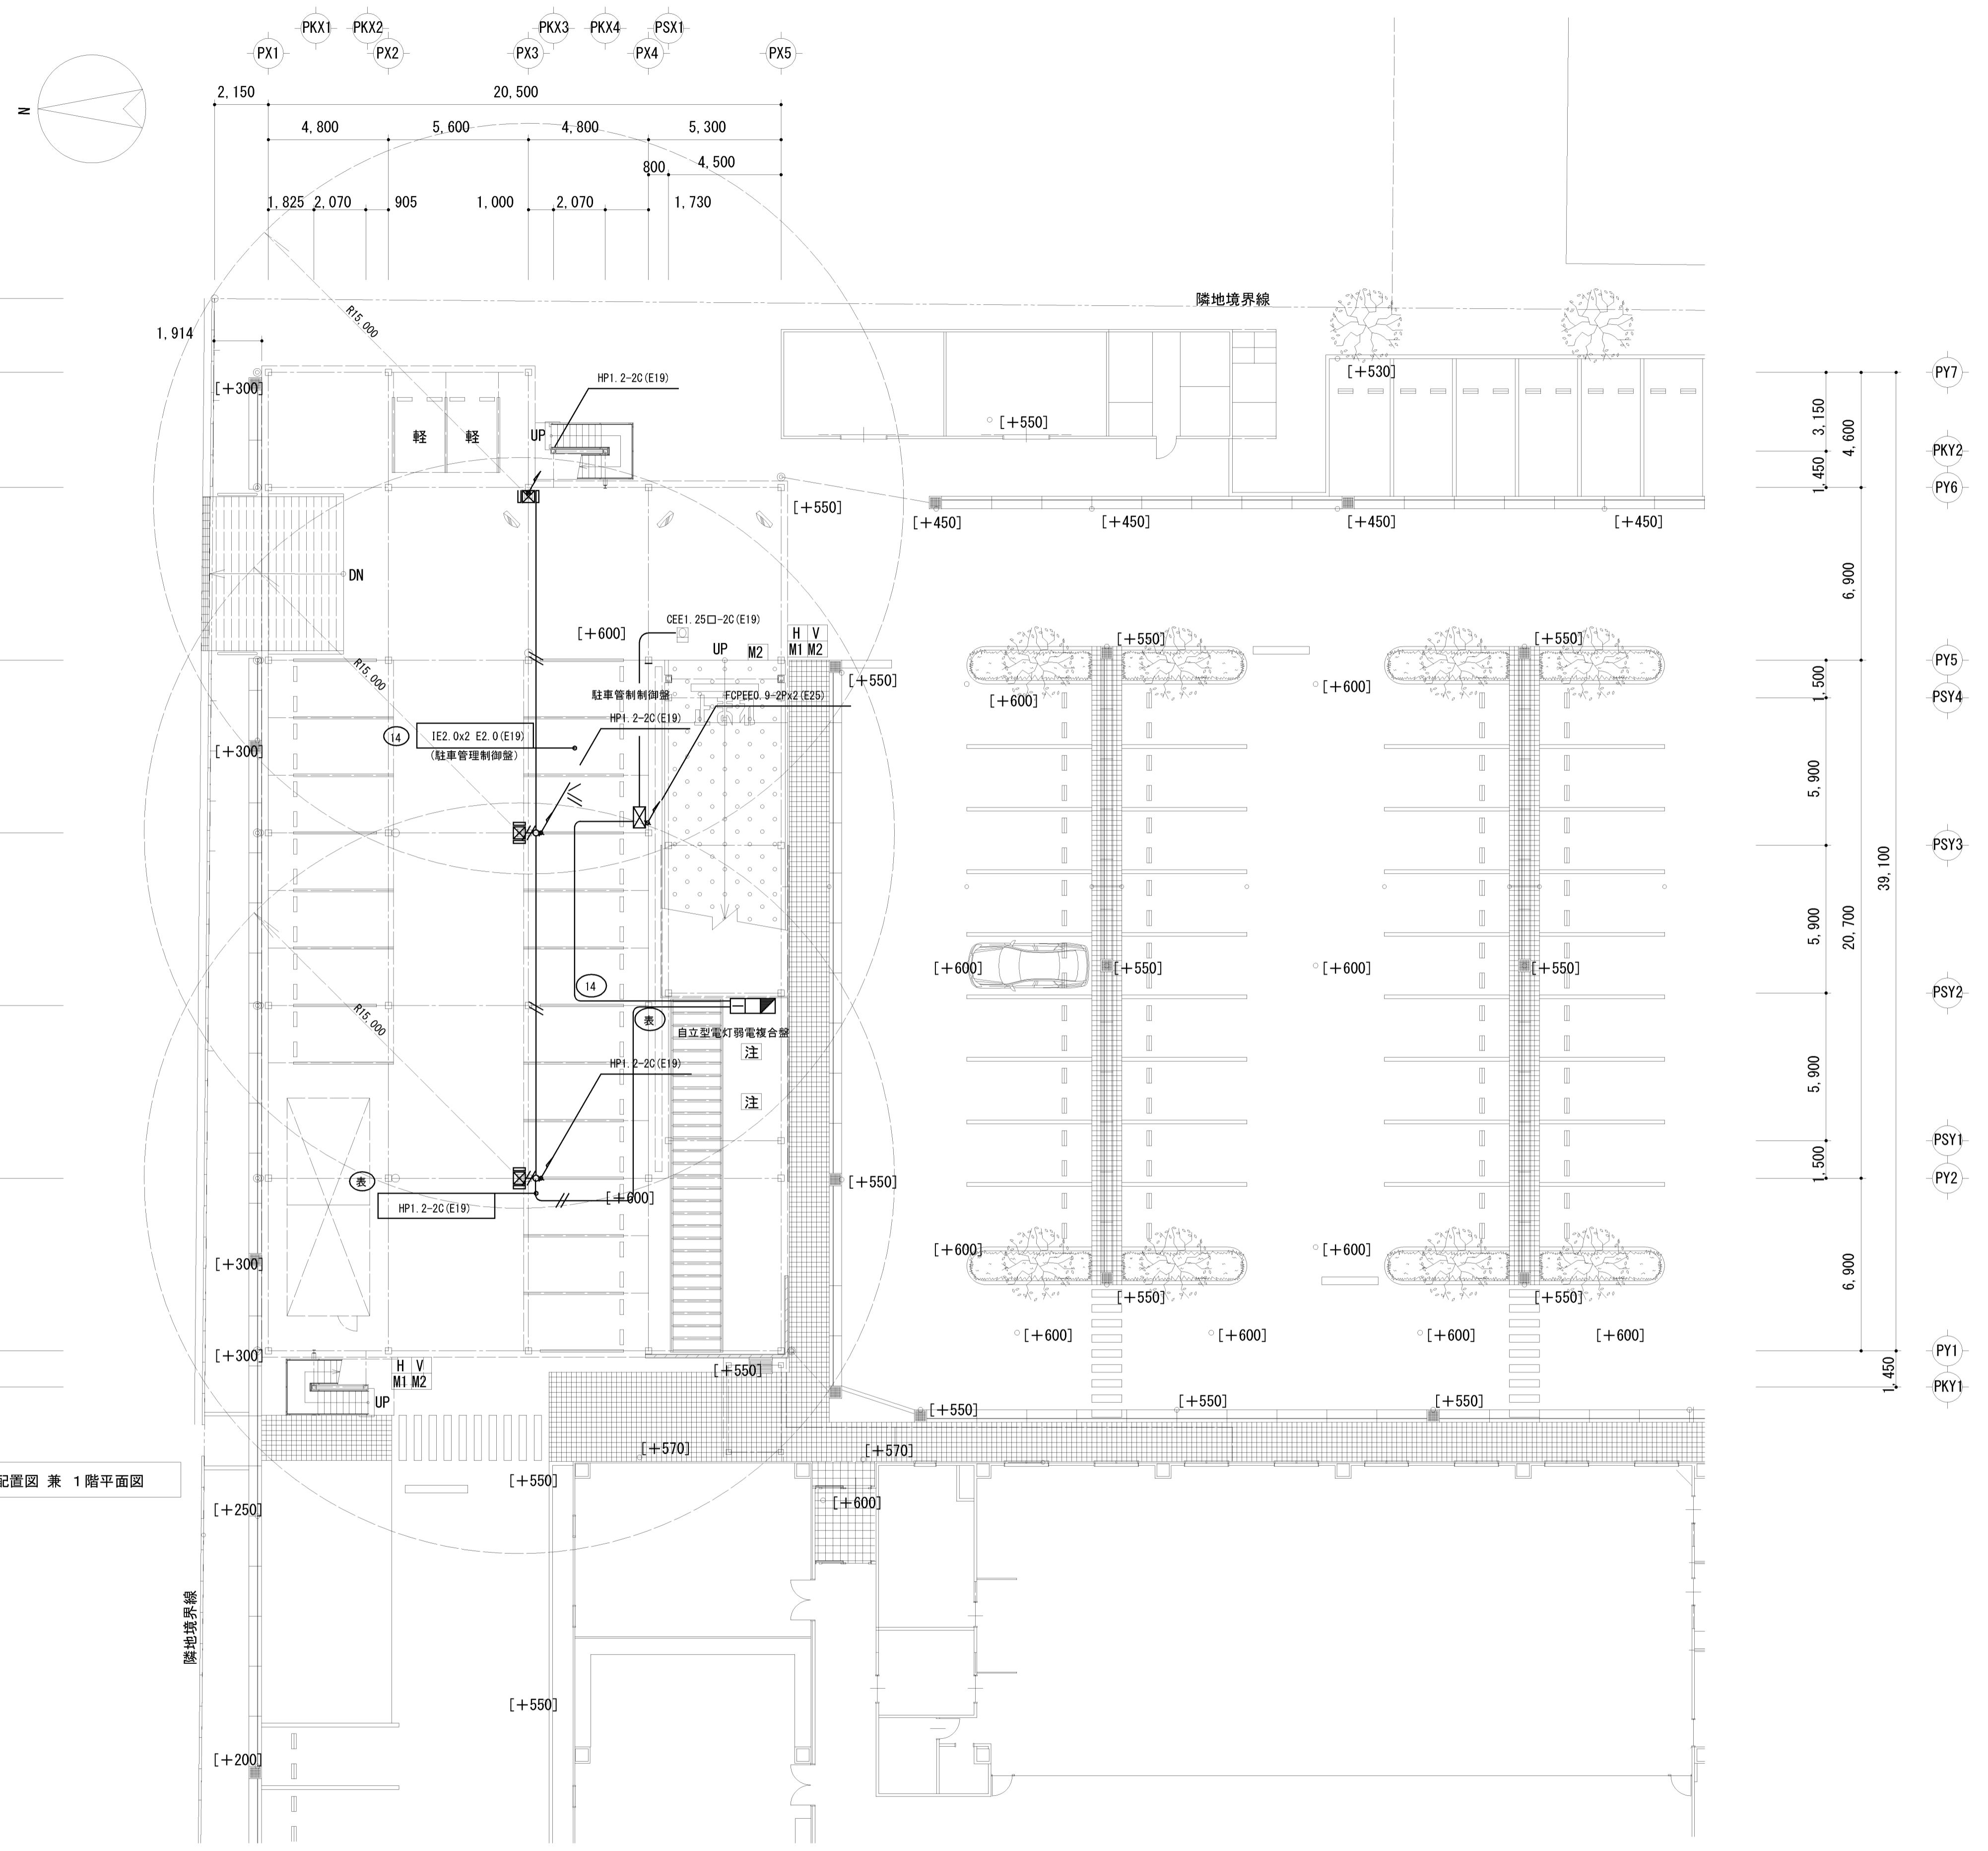 PKX1 PKX2 PKX3 PKX4 PSX1
PX1 PX2 PX3 PX4 PX5
N
2,150 20,500
4,800 5,600 4,800 5,300
800 4,500
1,825 2,070 905 1,000 2,070 1,730
隣地境界線
R15,000
1,914
[+300]
HP1.2-2C(E19)
[+530]
PY7
3,150
4,600
[+550]
軽 軽
UP
PKY2
1,450
PY6
[+550]
[+450] [+450] [+450] [+450]
DN
6,900
CEE1.25口-2C(E19)
[+600]
H V
M1 M2
UP M2
[+550] [+550]
PY5
R15,000
[+550]
1,500
駐車管制制御盤
FCPEE0.9-2Px2(E25)
[+600] [+600]
PSY4
HP1.2-2C(E19)
14
IE2.0x2 E2.0(E19)
(駐車管理制御盤)
[+300]
5,900
PSY3
39,100
5,900
20,700
[+600] [+550] [+600] [+550]
14
PSY2
R15,000
表
自立型電灯弱電複合盤
注
HP1.2-2C(E19)
5,900
注
PSY1
1,500
表
[+550]
PY2
HP1.2-2C(E19)
[+600]
[+600] [+600]
[+300]
6,900
[+550] [+550]
[+600] [+600] [+600] [+600]
[+300]
PY1
H V
M1 M2
[+550]
1,450
PKY1
UP
[+550] [+550] [+550]
[+570] [+570]
配置図 兼 1階平面図
[+550]
[+600]
[+250]
隣地境界線
[+550]
[+200]